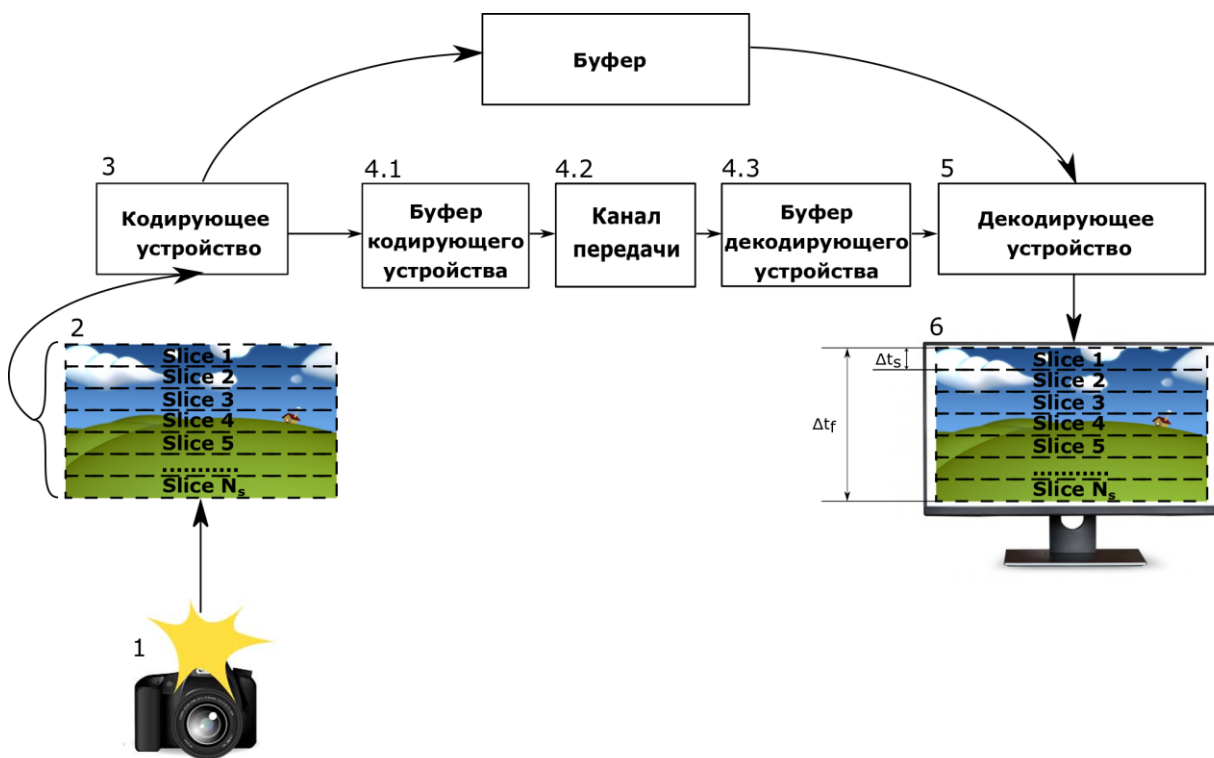 Буфер
3
4.1
4.2
4.3
5
Кодирующее
устройство
Буфер
кодирующего
устройства
Канал
передачи
Буфер
декодирующего
устройства
Декодирующее
устройство
2
Slice 1
Slice 2
Slice 3
Slice 4
Slice 5
...........
Slice Nₛ
6
Δtₛ
Δt_f
Slice 1
Slice 2
Slice 3
Slice 4
Slice 5
...........
Slice Nₛ
1